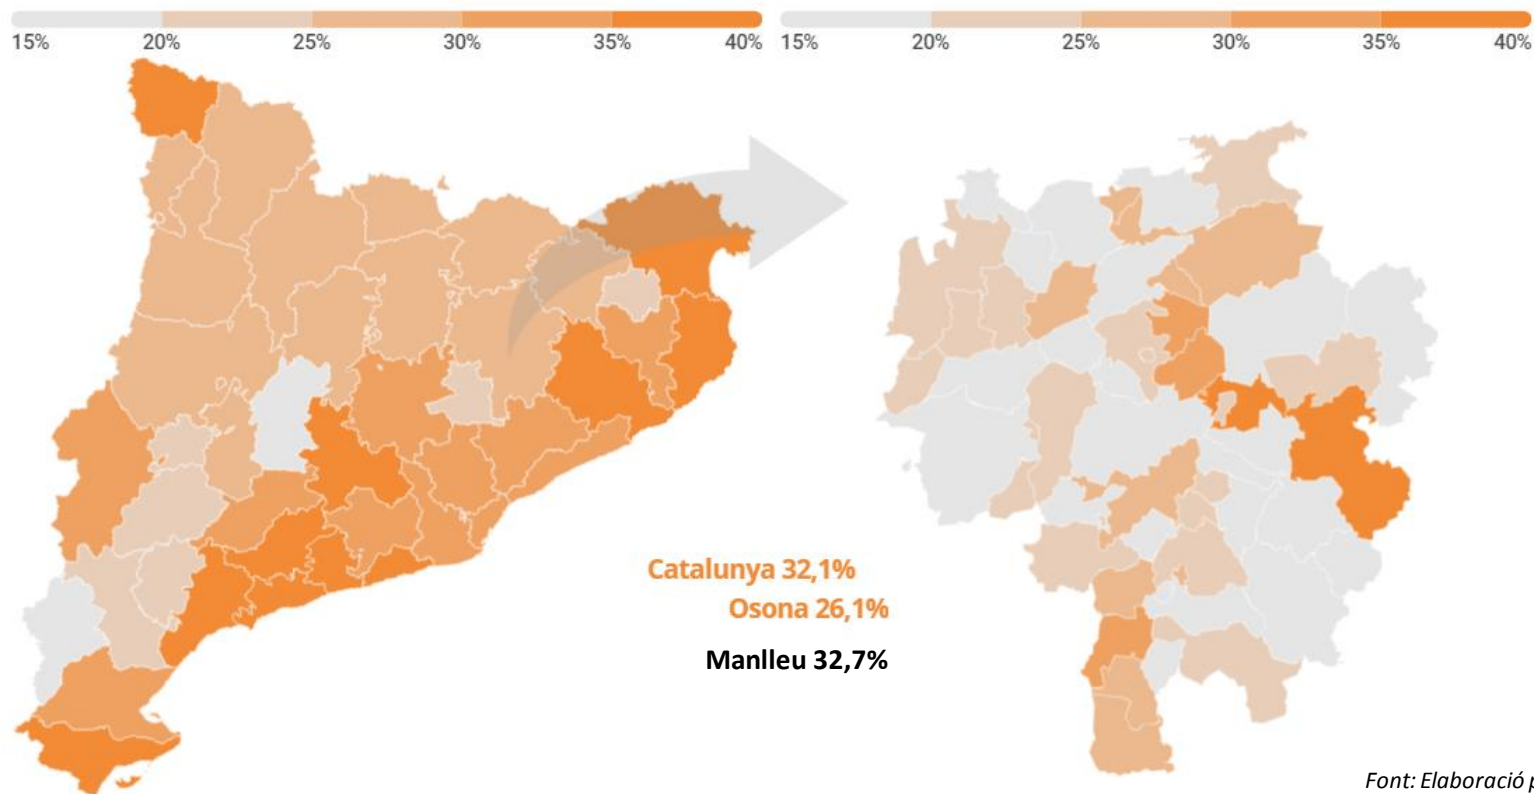 15% 20% 25% 30% 35% 40%
15% 20% 25% 30% 35% 40%
Catalunya 32,1%
Osona 26,1%
Manlleu 32,7%
Font: Elaboració